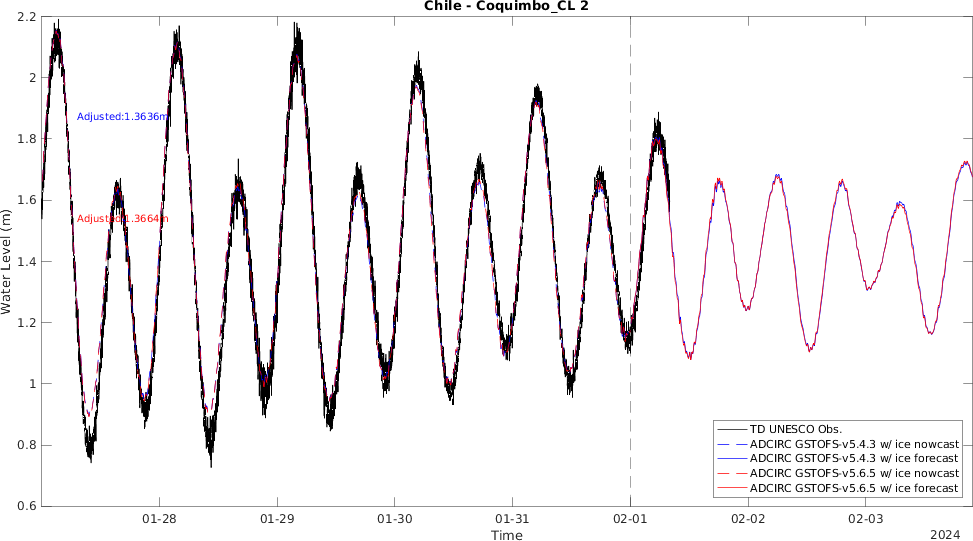 Chile - Coquimbo_CL 2
2.2
2
1.8
1.6
1.4
1.2
1
0.8
0.6
Water Level (m)
Adjusted:1.3636m
Adjusted:1.3664m
TD UNESCO Obs.
ADCIRC GSTOFS-v5.4.3 w/ ice nowcast
ADCIRC GSTOFS-v5.4.3 w/ ice forecast
ADCIRC GSTOFS-v5.6.5 w/ ice nowcast
ADCIRC GSTOFS-v5.6.5 w/ ice forecast
01-28 01-29 01-30 01-31 02-01 02-02 02-03
Time
2024